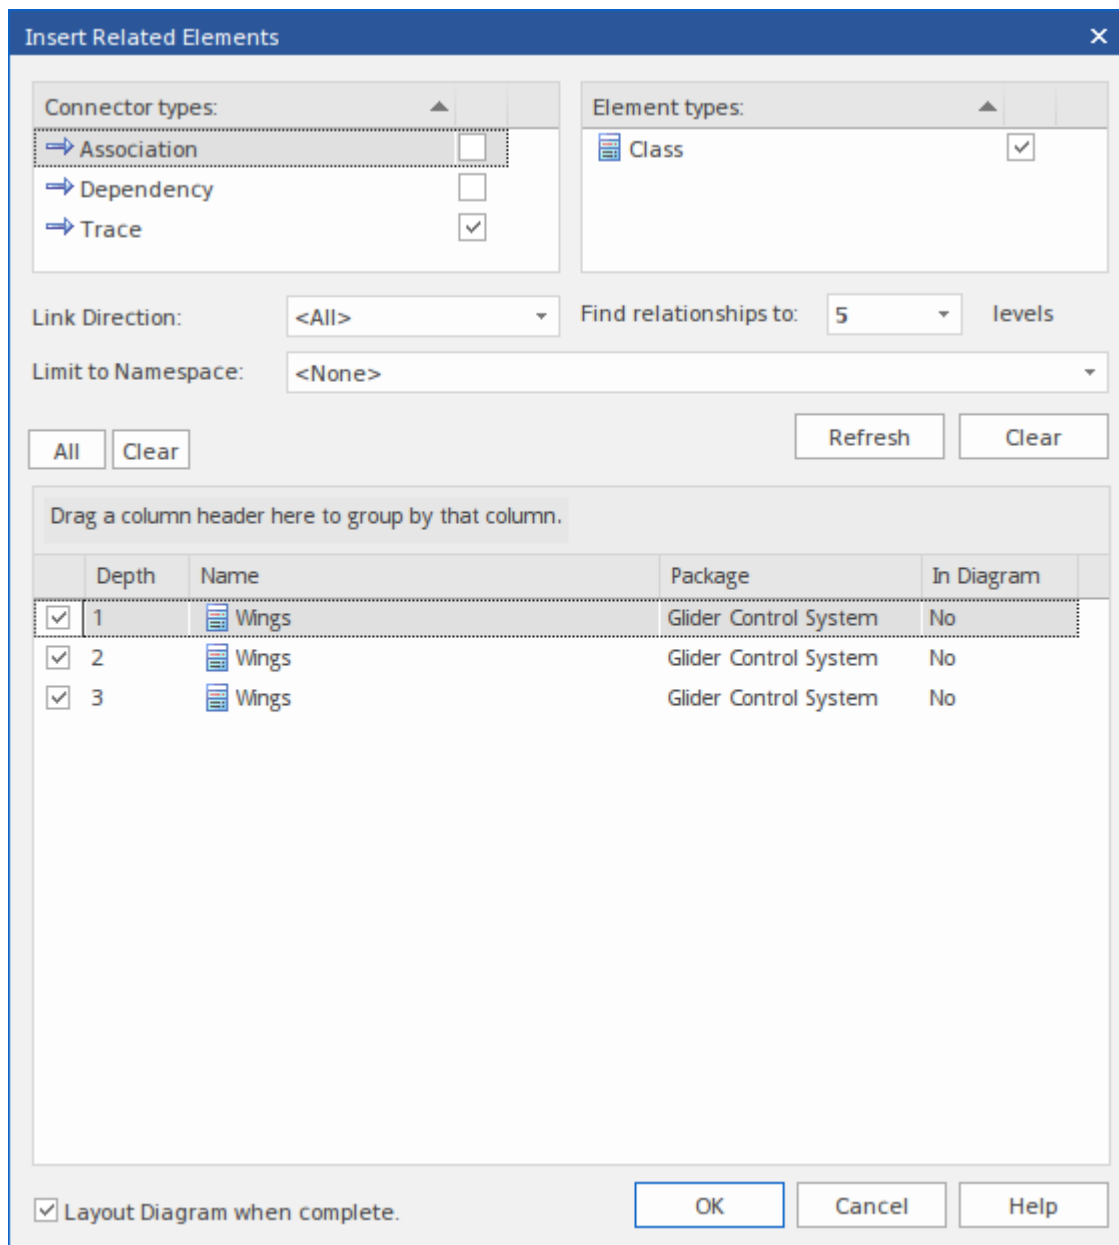 Insert Related Elements
Connector types:
Association
Dependency
Trace
Element types:
Class
Link Direction: <All> Find relationships to: 5 levels
Limit to Namespace: <None>
All Clear Refresh Clear
Drag a column header here to group by that column.
Depth Name Package In Diagram
1 Wings Glider Control System No
2 Wings Glider Control System No
3 Wings Glider Control System No
Layout Diagram when complete. OK Cancel Help